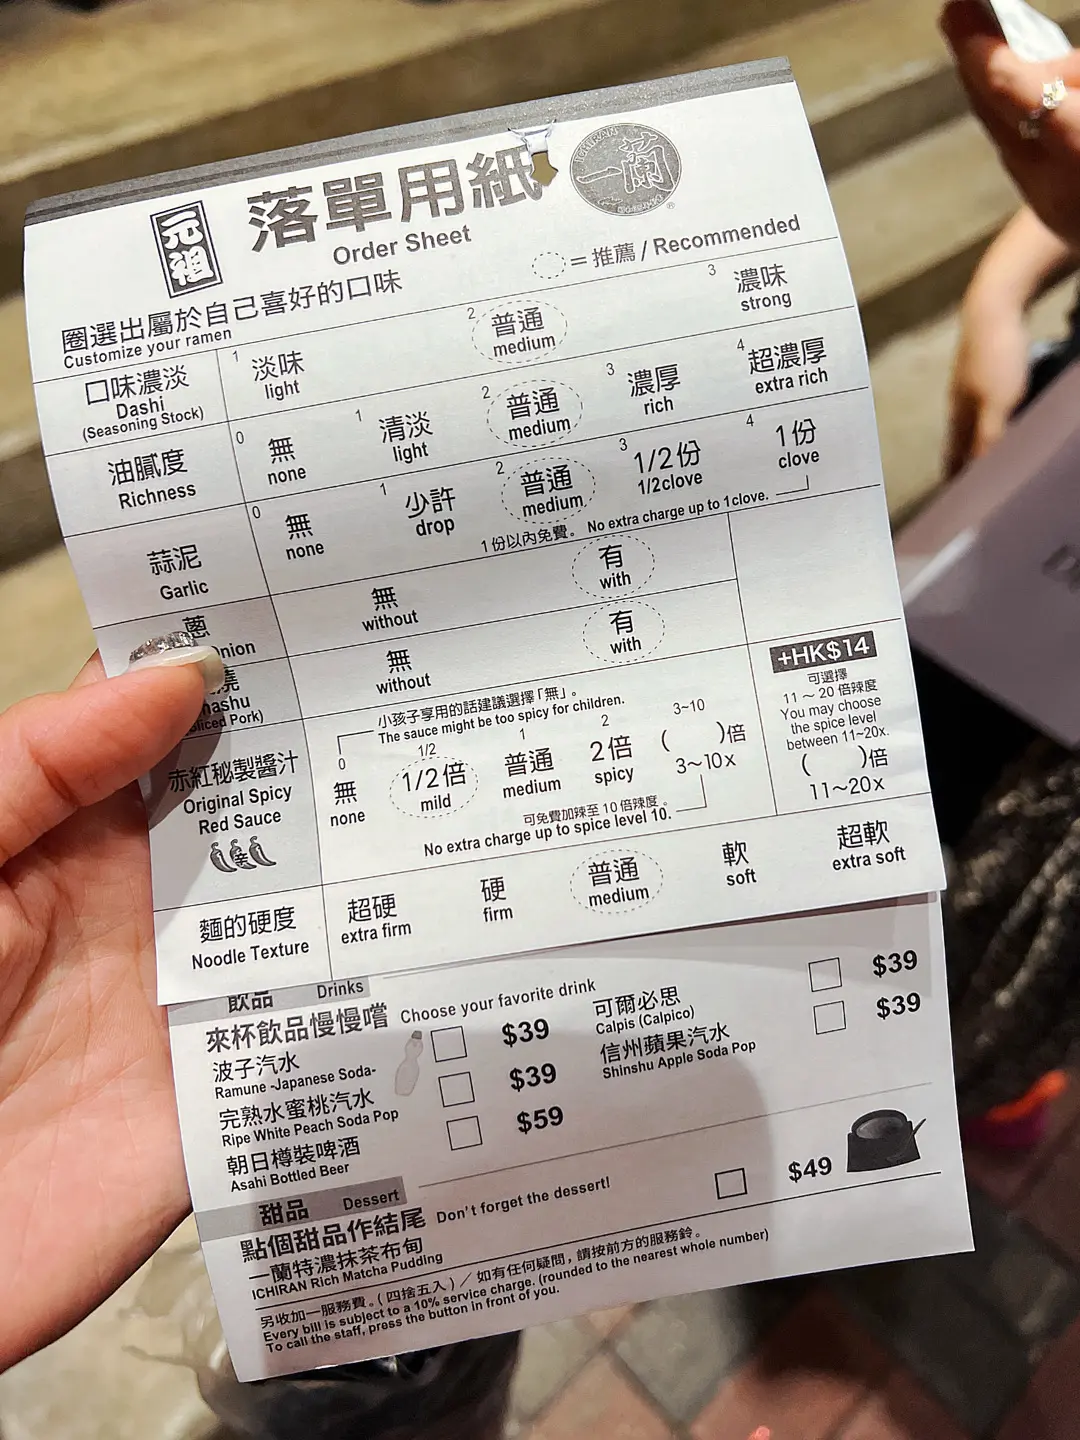 元祖
落單用紙
Order Sheet
ICHIRAN
一蘭
®
= 推薦 / Recommended
圈選出屬於自己喜好的口味
Customize your ramen
口味濃淡
Dashi
(Seasoning Stock)
1 淡味
light
2 普通
medium
3 濃味
strong
油膩度
Richness
0 無
none
1 清淡
light
2 普通
medium
3 濃厚
rich
4 超濃厚
extra rich
蒜泥
Garlic
0 無
none
1 少許
drop
2 普通
medium
3 1/2份
1/2clove
4 1份
clove
1份以內免費。 No extra charge up to 1clove.
蔥
Onion
無
without
有
with
燒
hashu
Sliced Pork)
無
without
有
with
赤紅秘製醬汁
Original Spicy
Red Sauce
小孩子享用的話建議選擇「無」。
The sauce might be too spicy for children.
0
無
none
1/2
1/2倍
mild
1
普通
medium
2
2倍
spicy
3~10
( )倍
3~10x
可免費加辣至 10 倍辣度。
No extra charge up to spice level 10.
+HK$14
可選擇
11 ~ 20 倍辣度
You may choose
the spice level
between 11~20x.
( )倍
11~20x
麵的硬度
Noodle Texture
超硬
extra firm
硬
firm
普通
medium
軟
soft
超軟
extra soft
飲品 Drinks
來杯飲品慢慢嚐 Choose your favorite drink
波子汽水
Ramune -Japanese Soda-
$39
完熟水蜜桃汽水
Ripe White Peach Soda Pop
$39
朝日樽裝啤酒
Asahi Bottled Beer
$59
可爾必思
Calpis (Calpico)
$39
信州蘋果汽水
Shinshu Apple Soda Pop
$39
甜品 Dessert
點個甜品作結尾 Don't forget the dessert!
一蘭特濃抹茶布甸
ICHIRAN Rich Matcha Pudding
$49
另收加一服務費。(四捨五入) / 如有任何疑問，請按前方的服務鈴。
Every bill is subject to a 10% service charge. (rounded to the nearest whole number)
To call the staff, press the button in front of you.